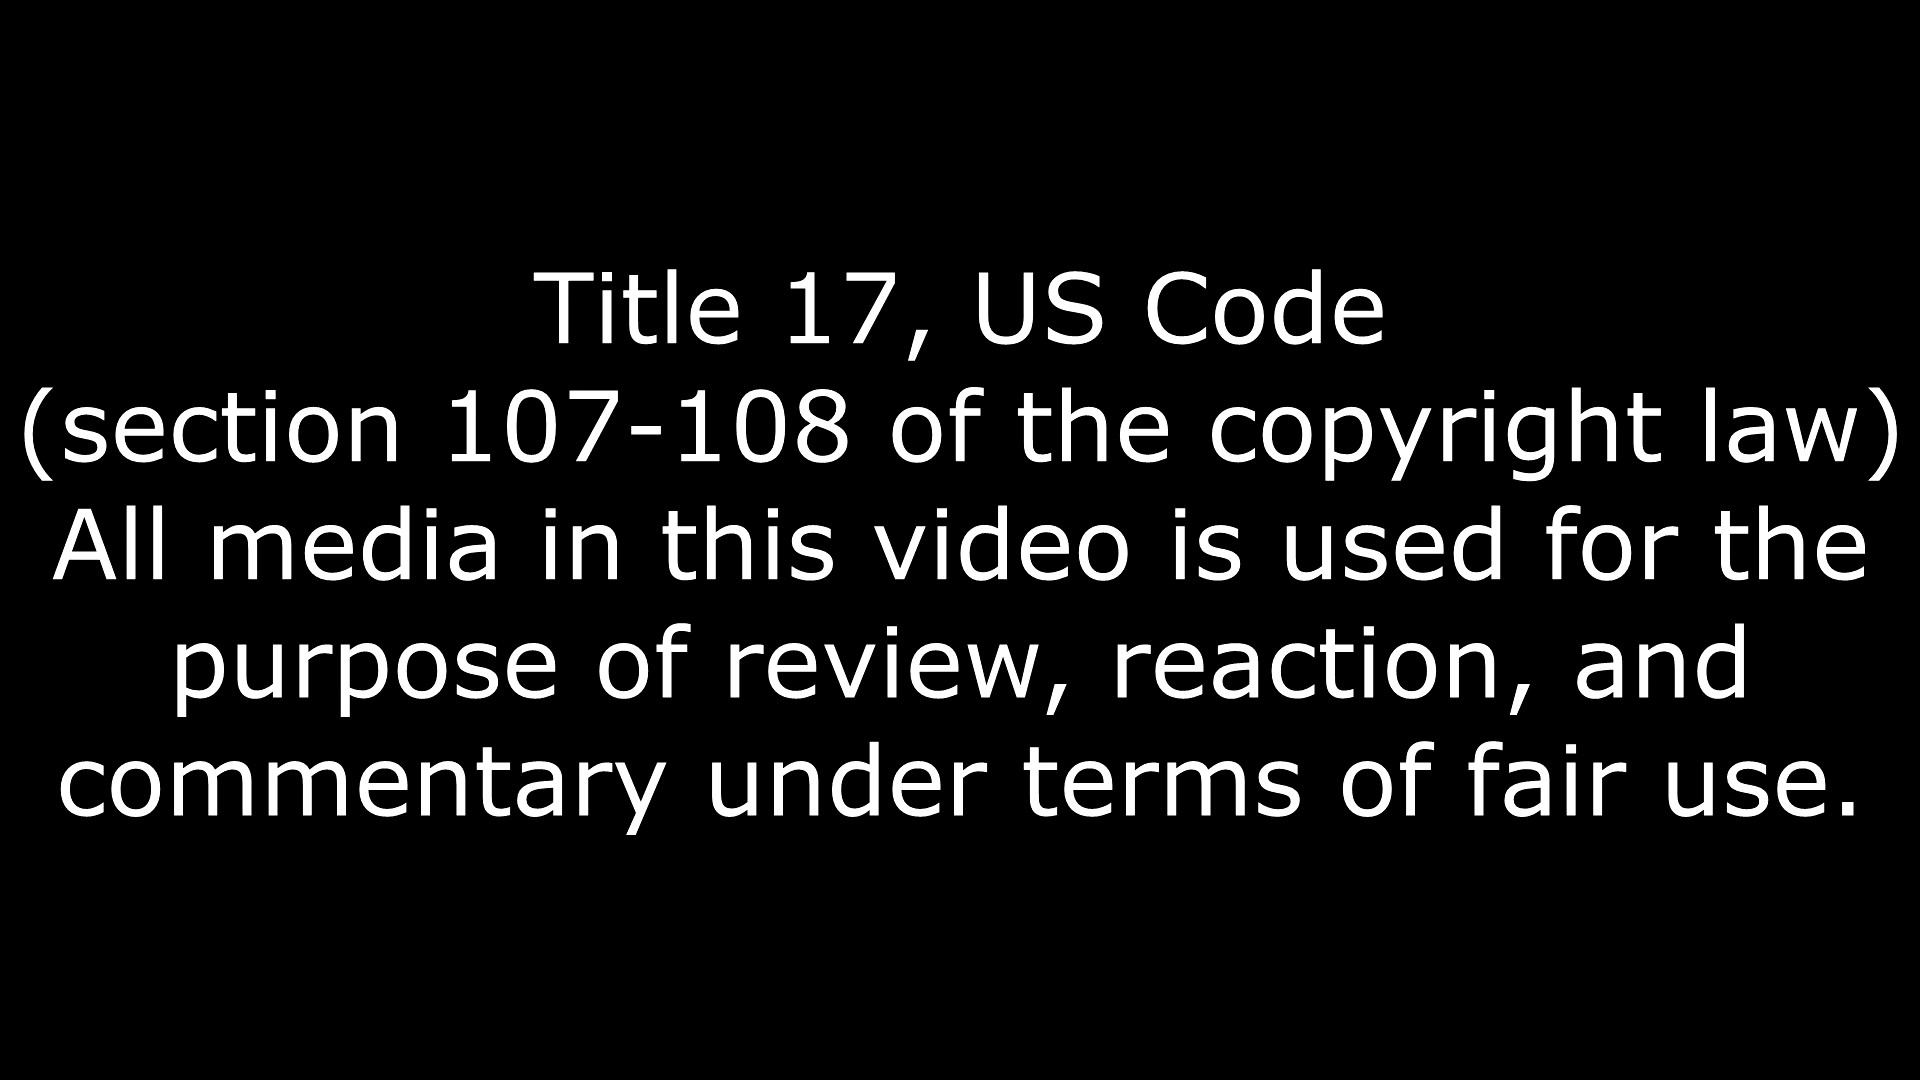 Title 17, US Code
(section 107-108 of the copyright law)
All media in this video is used for the
purpose of review, reaction, and
commentary under terms of fair use.